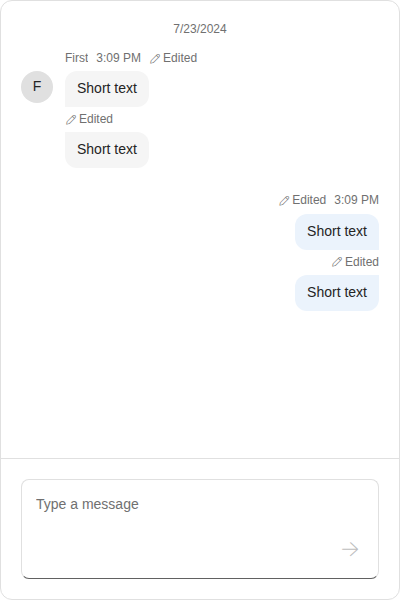 7/23/2024
First 3:09 PM Edited
F
Short text
Edited
Short text
Edited 3:09 PM
Short text
Edited
Short text
Type a message